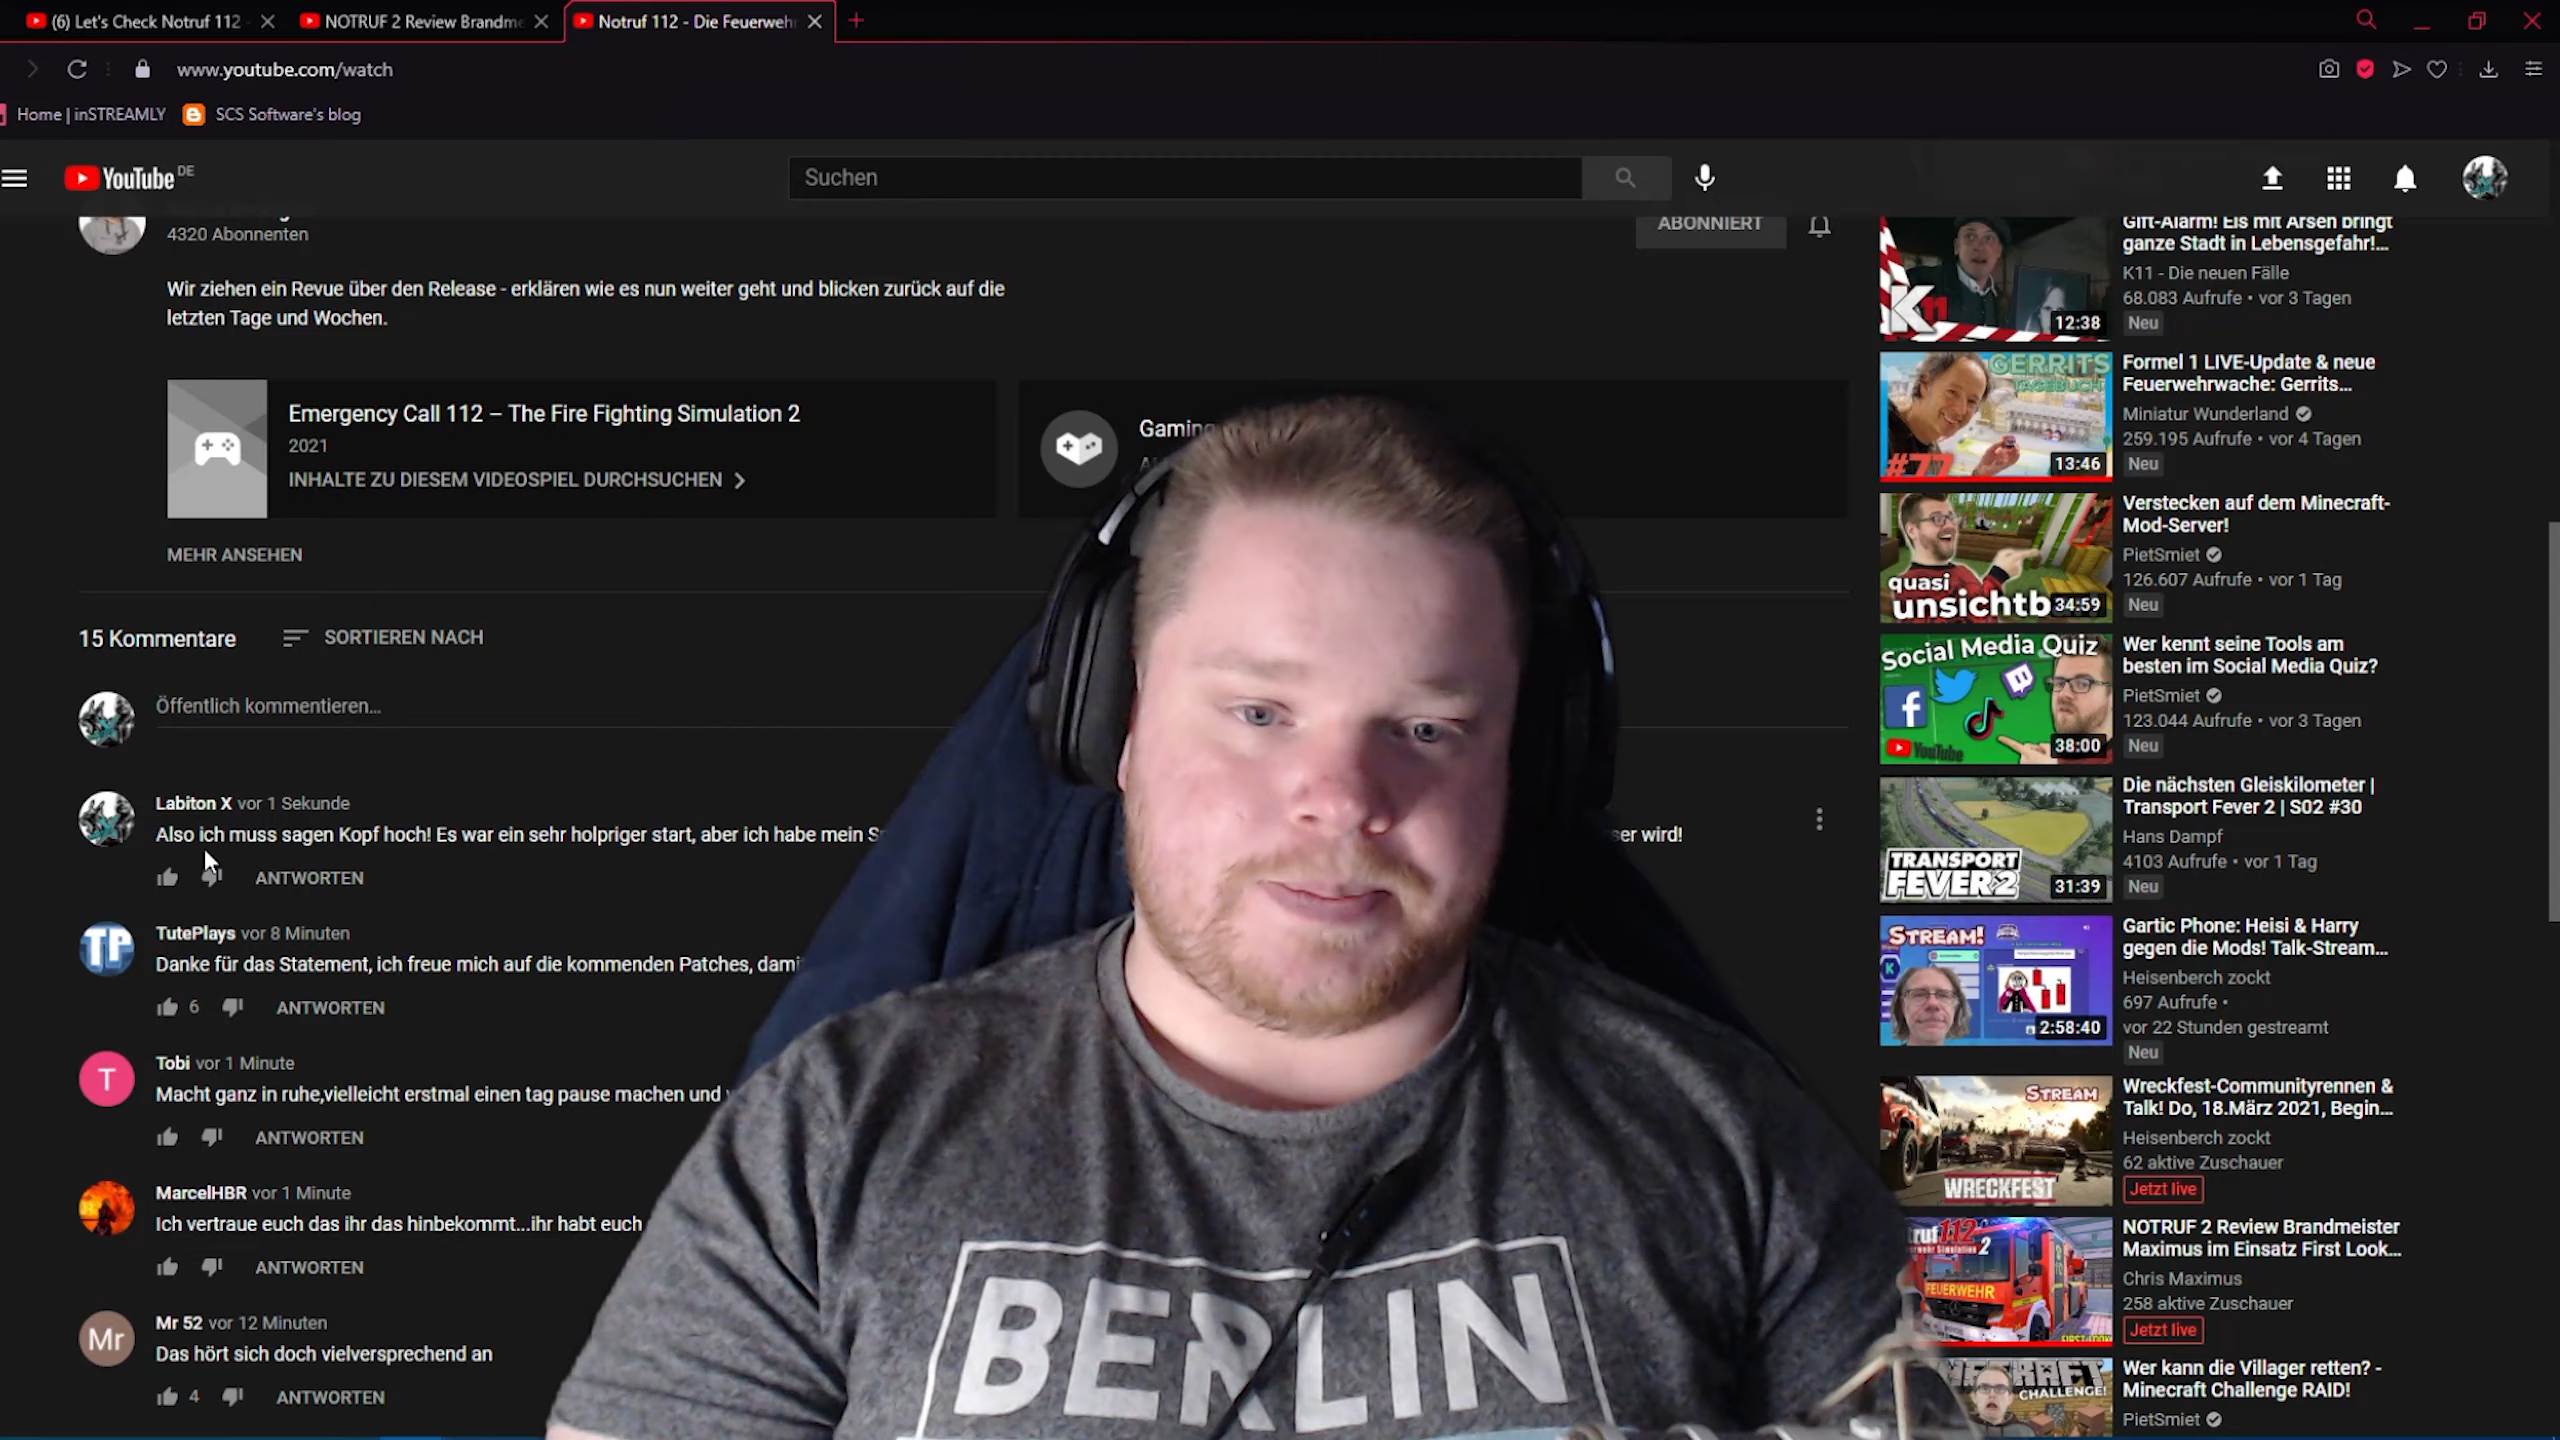 (6) Let's Check Notruf 112
NOTRUF 2 Review Brandme
Notruf 112 - Die Feuerweh
www.youtube.com/watch
Home | inSTREAMLY
SCS Software's blog
YouTube DE
Suchen
4320 Abonnenten
ABONNIERT
Wir ziehen ein Revue über den Release - erklären wie es nun weiter geht und blicken zurück auf die
letzten Tage und Wochen.
Emergency Call 112 – The Fire Fighting Simulation 2
2021
INHALTE ZU DIESEM VIDEOSPIEL DURCHSUCHEN
Gaming
MEHR ANSEHEN
15 Kommentare
SORTIEREN NACH
Öffentlich kommentieren...
Labiton X vor 1 Sekunde
Also ich muss sagen Kopf hoch! Es war ein sehr holpriger start, aber ich habe mein S
ser wird!
ANTWORTEN
TutePlays vor 8 Minuten
Danke für das Statement, ich freue mich auf die kommenden Patches, dami
6 ANTWORTEN
Tobi vor 1 Minute
Macht ganz in ruhe,vielleicht erstmal einen tag pause machen und
ANTWORTEN
MarcelHBR vor 1 Minute
Ich vertraue euch das ihr das hinbekommt...ihr habt euch
ANTWORTEN
Mr 52 vor 12 Minuten
Das hört sich doch vielversprechend an
4 ANTWORTEN
TP
T
Mr
BERLIN
Gift-Alarm! Eis mit Arsen bringt
ganze Stadt in Lebensgefahr!...
K11 - Die neuen Fälle
68.083 Aufrufe • vor 3 Tagen
Neu
K11
12:38
Formel 1 LIVE-Update & neue
Feuerwehrwache: Gerrits...
Miniatur Wunderland
259.195 Aufrufe • vor 4 Tagen
Neu
GERRITS
TAGEBUCH
#77
13:46
Verstecken auf dem Minecraft-
Mod-Server!
PietSmiet
126.607 Aufrufe • vor 1 Tag
Neu
quasi
unsichtb
34:59
Wer kennt seine Tools am
besten im Social Media Quiz?
PietSmiet
123.044 Aufrufe • vor 3 Tagen
Neu
Social Media Quiz
YouTube
38:00
Die nächsten Gleiskilometer |
Transport Fever 2 | S02 #30
Hans Dampf
4103 Aufrufe • vor 1 Tag
Neu
TRANSPORT
FEVER 2
31:39
Gartic Phone: Heisi & Harry
gegen die Mods! Talk-Stream...
Heisenberch zockt
697 Aufrufe •
vor 22 Stunden gestreamt
Neu
STREAM!
2:58:40
Wreckfest-Communityrennen &
Talk! Do, 18.März 2021, Begin...
Heisenberch zockt
62 aktive Zuschauer
Jetzt live
STREAM
WRECKFEST
NOTRUF 2 Review Brandmeister
Maximus im Einsatz First Look...
Chris Maximus
258 aktive Zuschauer
Jetzt live
ruf 112
2
FEUERWEHR
FIRST LOOK
Wer kann die Villager retten? -
Minecraft Challenge RAID!
PietSmiet
CHALLENGE!